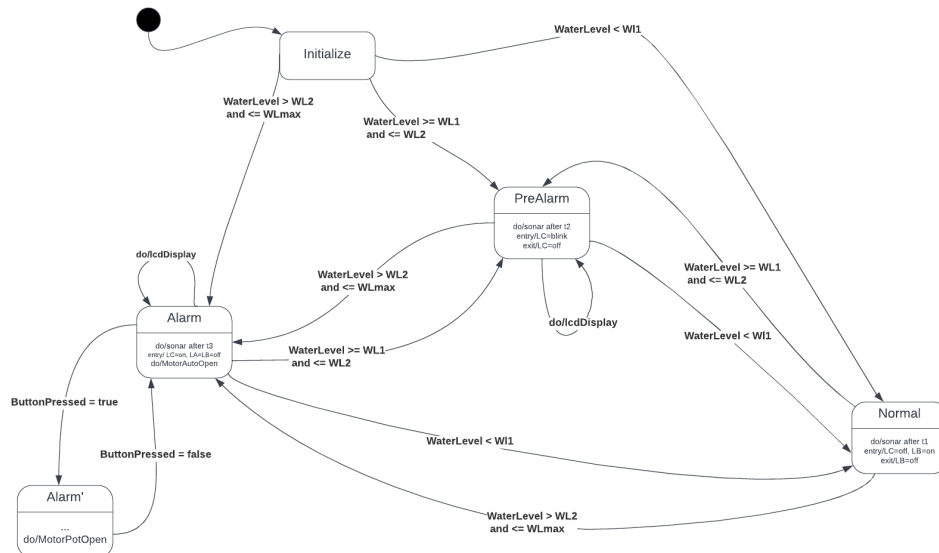 WaterLevel < Wl1
Initialize
WaterLevel > WL2
and <= WLmax
WaterLevel >= WL1
and <= WL2
PreAlarm
do/sonar after t2
entry/LC=blink
exit/LC=off
do/lcdDisplay
WaterLevel > WL2
and <= WLmax
WaterLevel >= WL1
and <= WL2
Alarm
do/sonar after t3
entry/ LC=on, LA=LB=off
do/MotorAutoOpen
do/lcdDisplay
WaterLevel < Wl1
WaterLevel >= WL1
and <= WL2
ButtonPressed = true
Normal
do/sonar after t1
entry/LC=off, LB=on
exit/LB=off
WaterLevel < Wl1
ButtonPressed = false
Alarm'
...
do/MotorPotOpen
WaterLevel > WL2
and <= WLmax